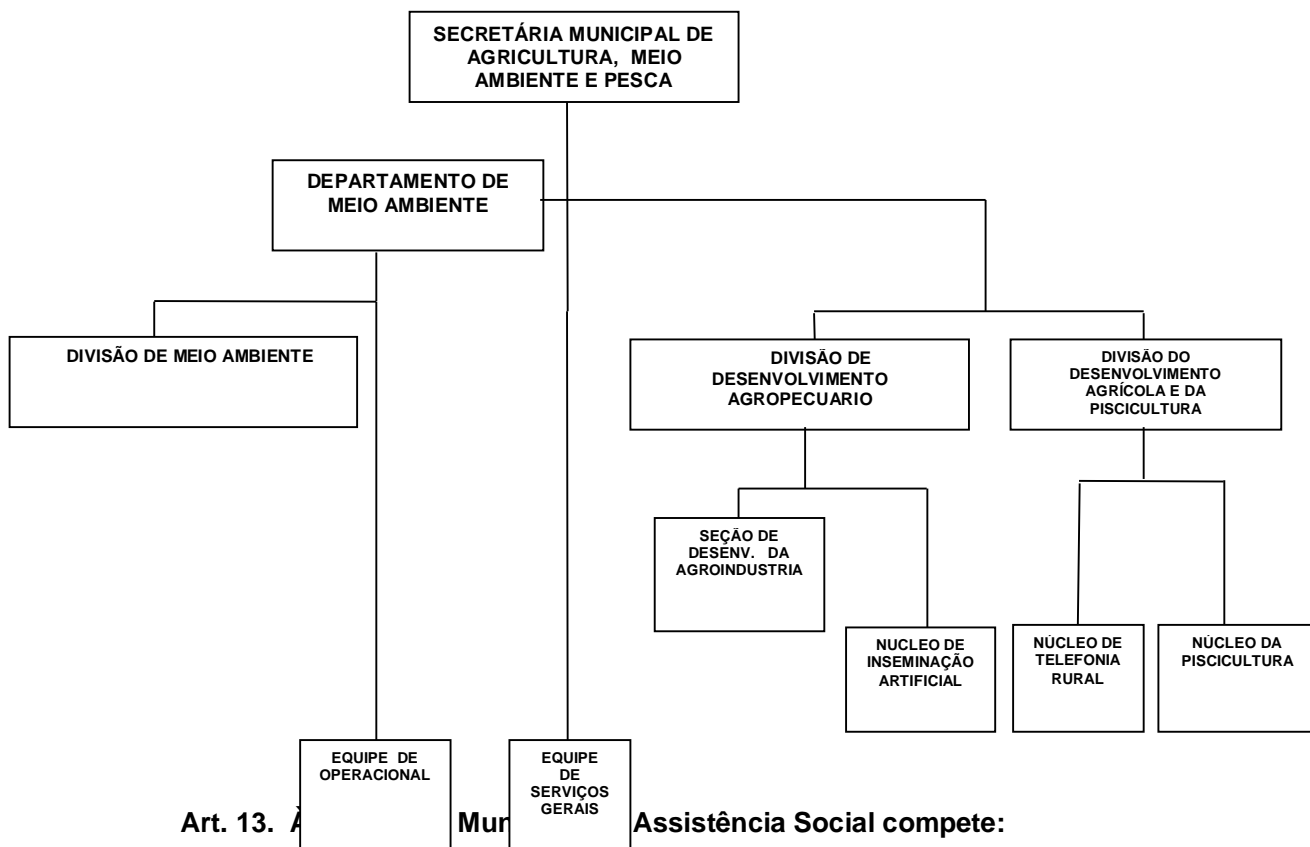 SECRETÁRIA MUNICIPAL DE
AGRICULTURA, MEIO
AMBIENTE E PESCA
DEPARTAMENTO DE
MEIO AMBIENTE
DIVISÃO DE MEIO AMBIENTE
DIVISÃO DE
DESENVOLVIMENTO
AGROPECUARIO
DIVISÃO DO
DESENVOLVIMENTO
AGRÍCOLA E DA
PISCICULTURA
SEÇÃO DE
DESENV. DA
AGROINDUSTRIA
NUCLEO DE
INSEMINAÇÃO
ARTIFICIAL
NÚCLEO DE
TELEFONIA
RURAL
NÚCLEO DA
PISCICULTURA
EQUIPE DE
OPERACIONAL
EQUIPE
DE
SERVIÇOS
GERAIS
Art. 13. Assistência Social compete: